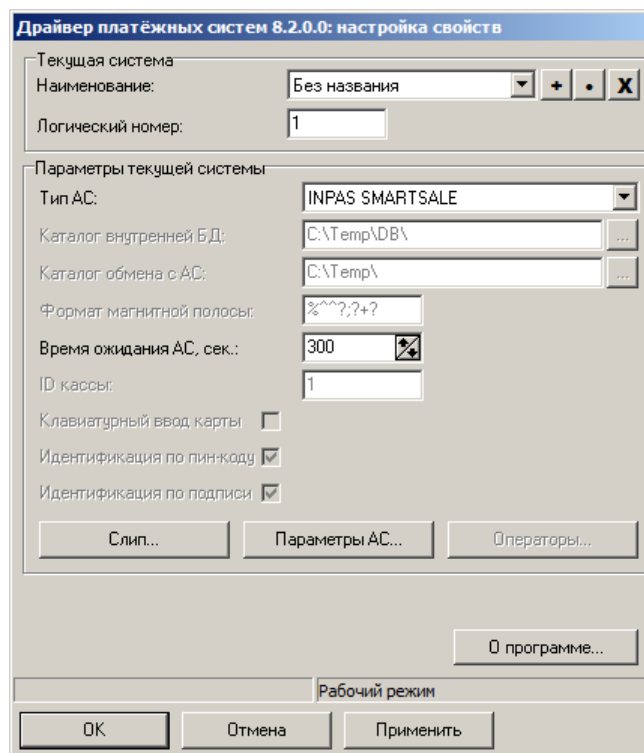 Драйвер платёжных систем 8.2.0.0: настройка свойств
Текущая система
Наименование: Без названия + • X
Логический номер: 1
Параметры текущей системы
Тип АС: INPAS SMARTSALE
Каталог внутренней БД: C:\Temp\DB\ ...
Каталог обмена с АС: C:\Temp\ ...
Формат магнитной полосы: %^^?;?+?
Время ожидания АС, сек.: 300
ID кассы: 1
Клавиатурный ввод карты
Идентификация по пин-коду
Идентификация по подписи
Слип... Параметры АС... Операторы...
О программе...
Рабочий режим
ОК Отмена Применить